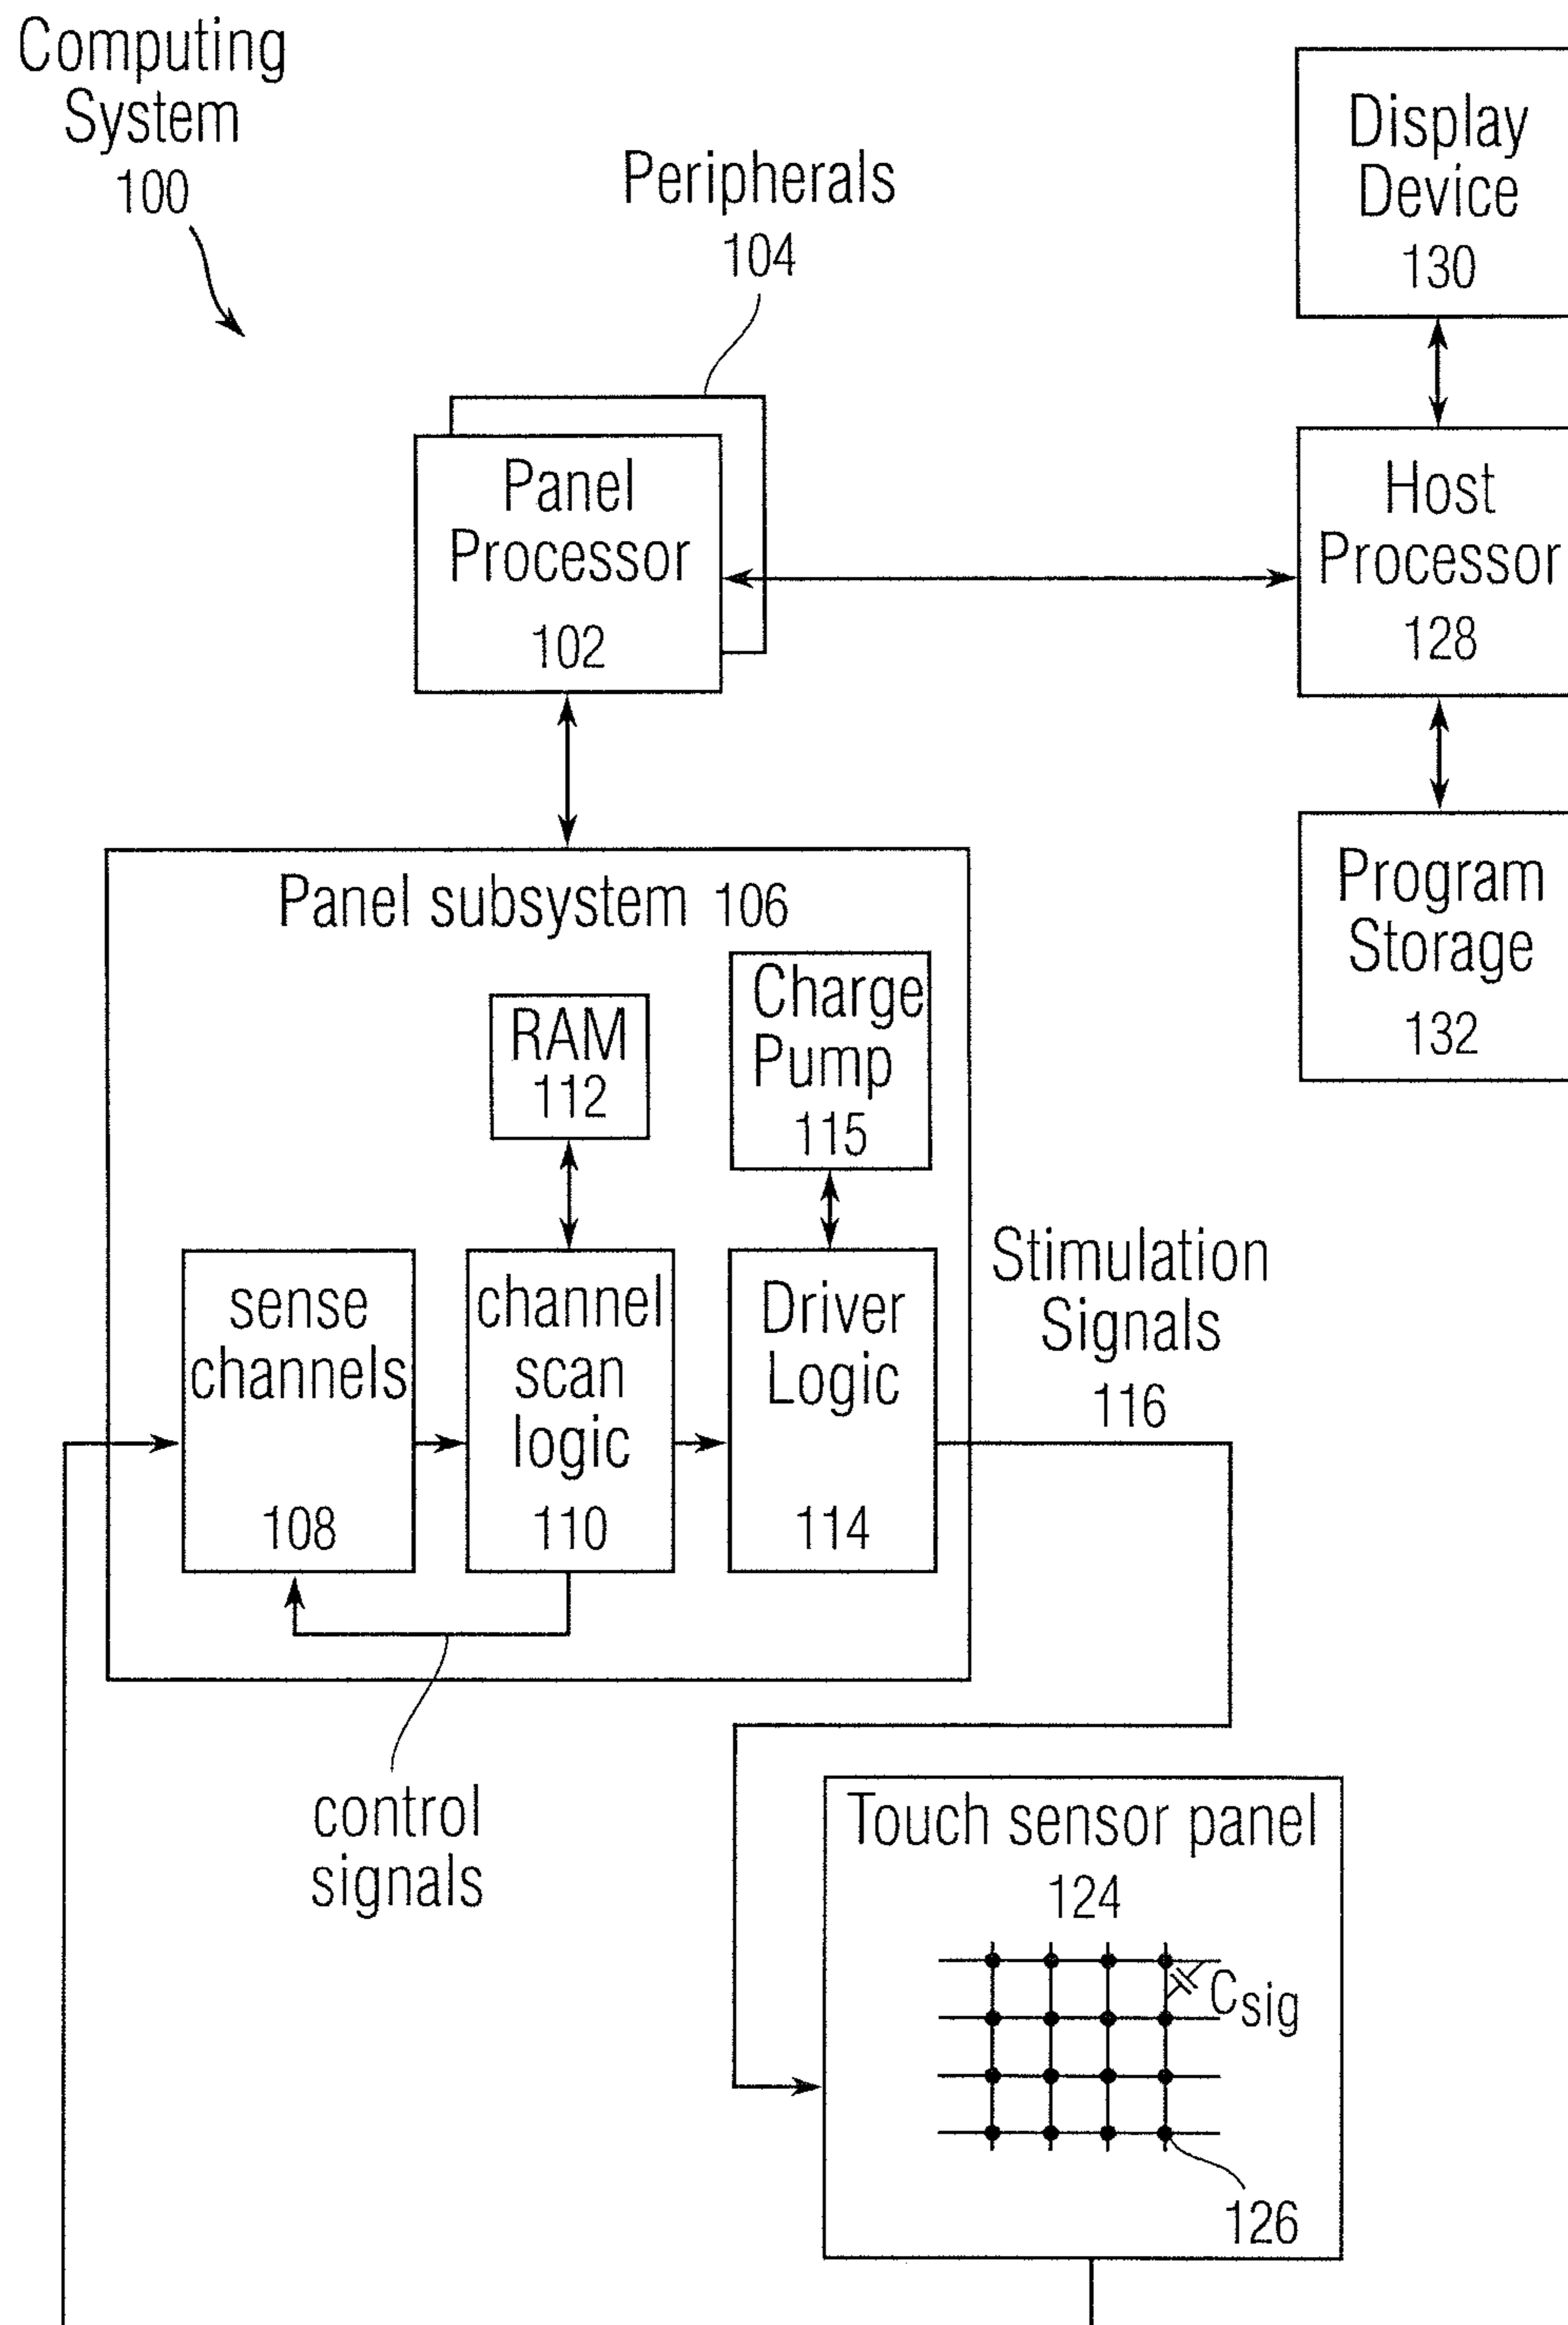 Computing
System
100
Peripherals
104
Display
Device
130
Panel
Processor
102
Host
Processor
128
Program
Storage
132
Panel subsystem 106
RAM
112
Charge
Pump
115
sense
channels
108
channel
scan
logic
110
Driver
Logic
114
Stimulation
Signals
116
control
signals
Touch sensor panel
124
Csig
126